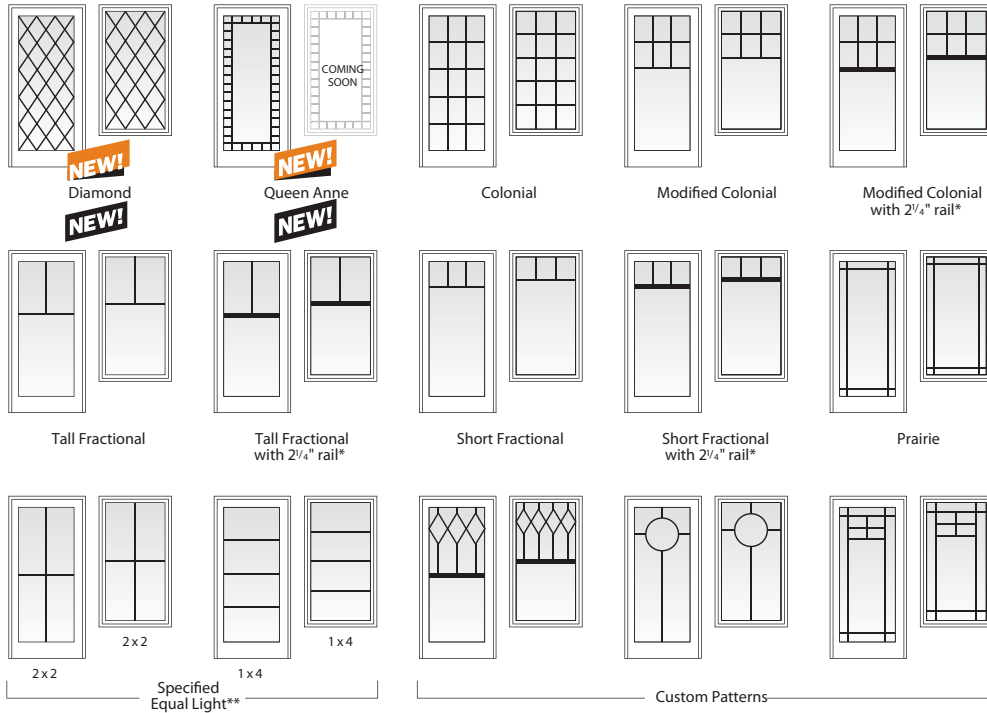 COMING
SOON
NEW!
NEW!
Diamond
Queen Anne
Colonial
Modified Colonial
Modified Colonial
with 2¹/₄" rail*
NEW!
NEW!
Tall Fractional
Tall Fractional
with 2¹/₄" rail*
Short Fractional
Short Fractional
with 2¹/₄" rail*
Prairie
2 x 2
2 x 2
1 x 4
1 x 4
Specified
Equal Light**
Custom Patterns